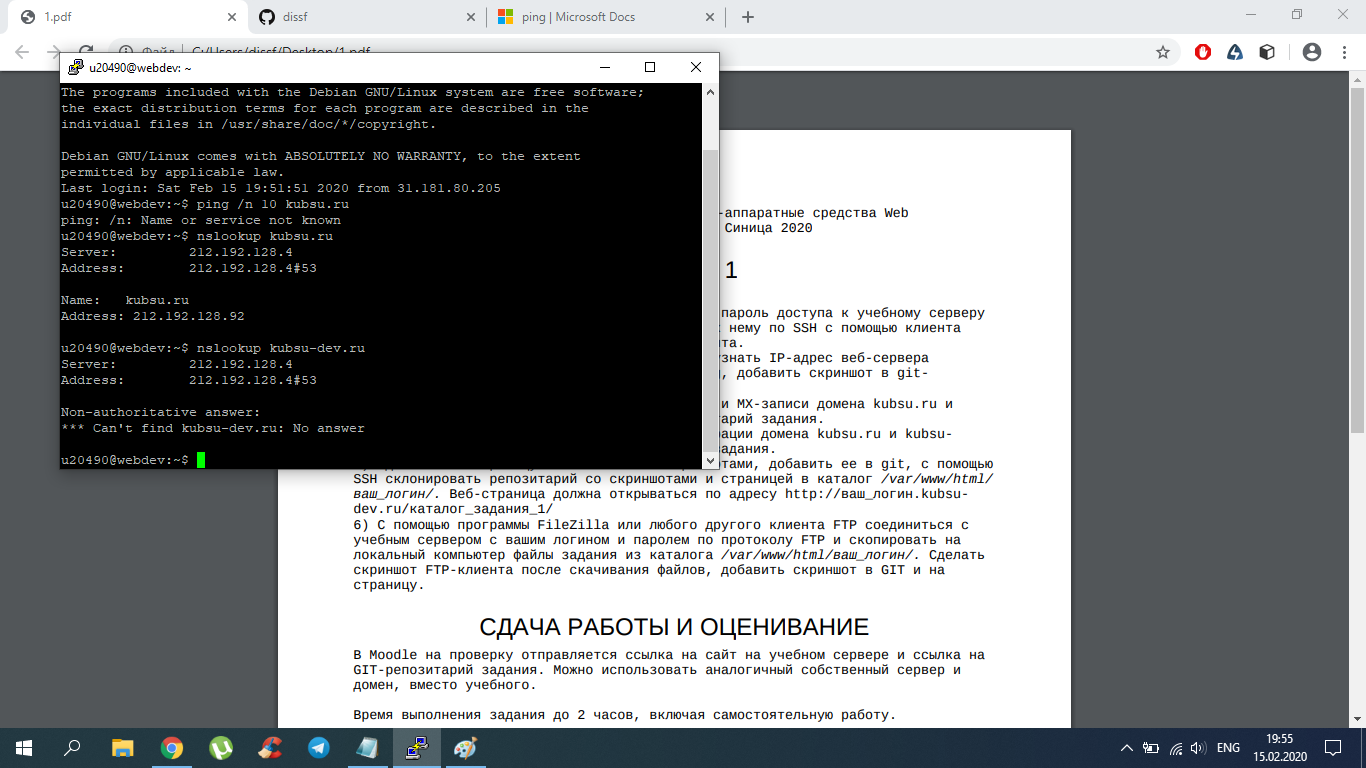 1.pdf
dissf
ping | Microsoft Docs
Файл | C:/Users/dissf/Desktop/1.pdf
u20490@webdev: ~
The programs included with the Debian GNU/Linux system are free software;
the exact distribution terms for each program are described in the
individual files in /usr/share/doc/*/copyright.
Debian GNU/Linux comes with ABSOLUTELY NO WARRANTY, to the extent
permitted by applicable law.
Last login: Sat Feb 15 19:51:51 2020 from 31.181.80.205
u20490@webdev:~$ ping /n 10 kubsu.ru
ping: /n: Name or service not known
u20490@webdev:~$ nslookup kubsu.ru
Server: 212.192.128.4
Address: 212.192.128.4#53
Name: kubsu.ru
Address: 212.192.128.92
u20490@webdev:~$ nslookup kubsu-dev.ru
Server: 212.192.128.4
Address: 212.192.128.4#53
Non-authoritative answer:
*** Can't find kubsu-dev.ru: No answer
u20490@webdev:~$
-аппаратные средства Web
Синица 2020
1
пароль доступа к учебному серверу
нему по SSH с помощью клиента
та.
знать IP-адрес веб-сервера
, добавить скриншот в git-
и MX-записи домена kubsu.ru и
арий задания.
ации домена kubsu.ru и kubsu-
адания.
тами, добавить ее в git, с помощью
SSH склонировать репозитарий со скриншотами и страницей в каталог /var/www/html/
ваш_логин/. Веб-страница должна открываться по адресу http://ваш_логин.kubsu-
dev.ru/каталог_задания_1/
6) С помощью программы FileZilla или любого другого клиента FTP соединиться с
учебным сервером с вашим логином и паролем по протоколу FTP и скопировать на
локальный компьютер файлы задания из каталога /var/www/html/ваш_логин/. Сделать
скриншот FTP-клиента после скачивания файлов, добавить скриншот в GIT и на
страницу.
СДАЧА РАБОТЫ И ОЦЕНИВАНИЕ
В Moodle на проверку отправляется ссылка на сайт на учебном сервере и ссылка на
GIT-репозитарий задания. Можно использовать аналогичный собственный сервер и
домен, вместо учебного.
Время выполнения задания до 2 часов, включая самостоятельную работу.
ENG
19:55
15.02.2020